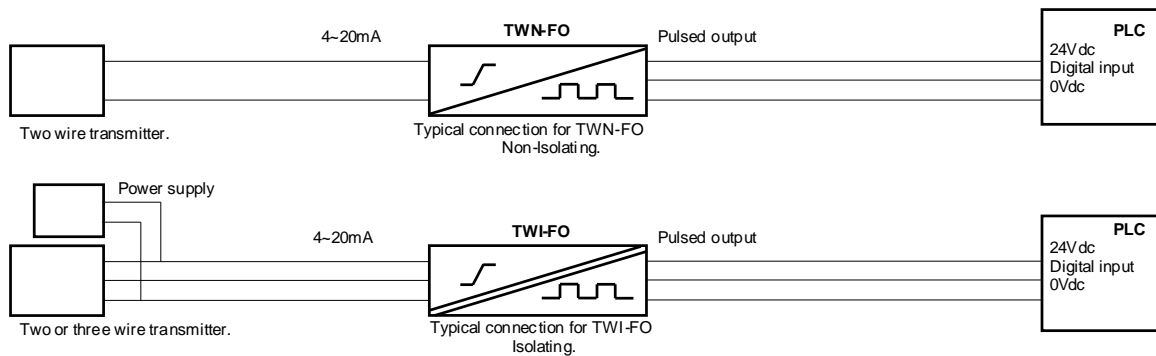 TWN-FO
4~20mA
Pulsed output
PLC
24Vdc
Digital input
0Vdc
Two wire transmitter.
Typical connection for TWN-FO
Non-Isolating.
Power supply
TWI-FO
4~20mA
Pulsed output
PLC
24Vdc
Digital input
0Vdc
Two or three wire transmitter.
Typical connection for TWI-FO
Isolating.